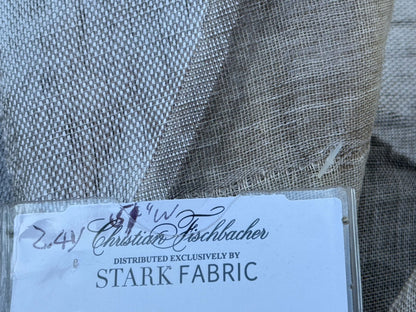 2.4y "W
Christian Fischbacher
DISTRIBUTED EXCLUSIVELY BY
STARK FABRIC